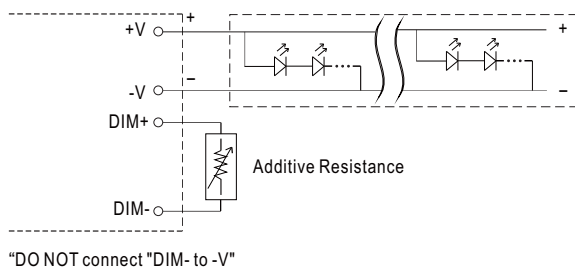 +V + +
- -
-V
DIM+
Additive Resistance
DIM-
“DO NOT connect "DIM- to -V"